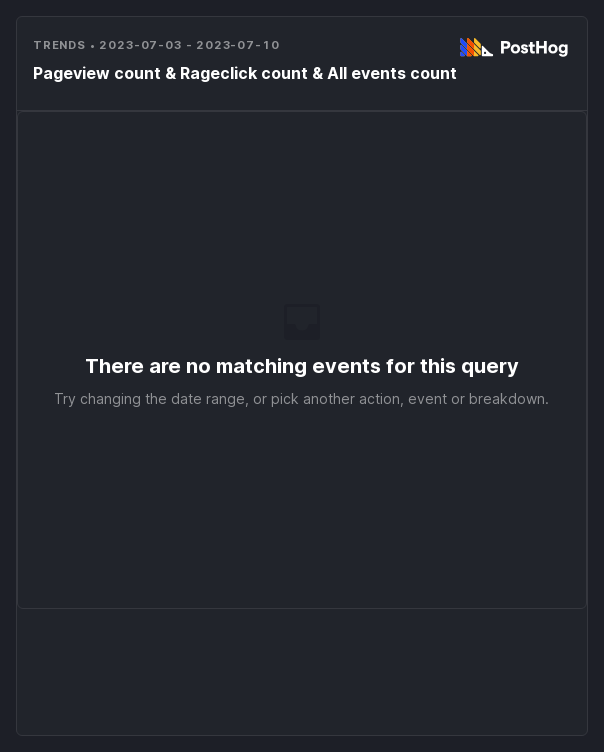 TRENDS • 2023-07-03 - 2023-07-10
PostHog
Pageview count & Rageclick count & All events count
There are no matching events for this query
Try changing the date range, or pick another action, event or breakdown.